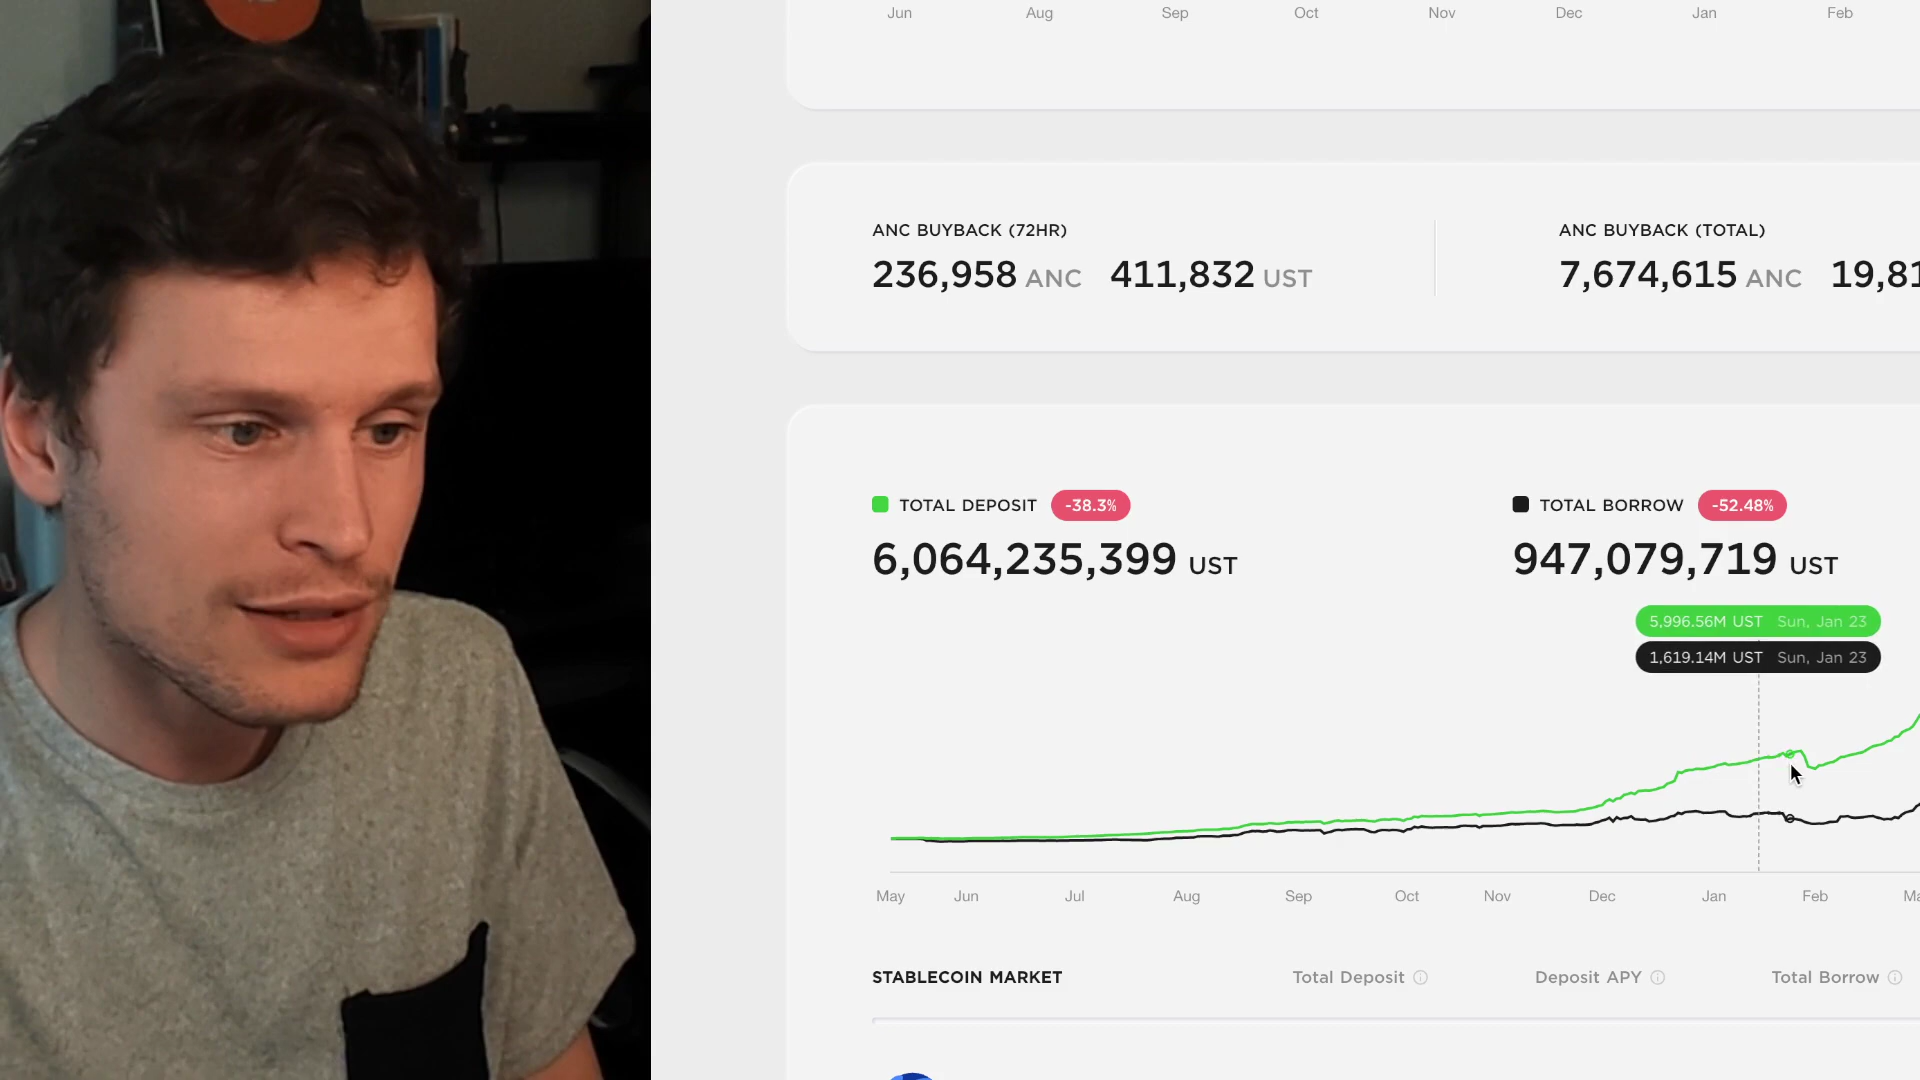 Jun Aug Sep Oct Nov Dec Jan Feb
ANC BUYBACK (72HR) ANC BUYBACK (TOTAL)
236,958 ANC 411,832 UST 7,674,615 ANC 19,81
TOTAL DEPOSIT -38.3% TOTAL BORROW -52.48%
6,064,235,399 UST 947,079,719 UST
5,996.56M UST Sun, Jan 23
1,619.14M UST Sun, Jan 23
May Jun Jul Aug Sep Oct Nov Dec Jan Feb Ma
STABLECOIN MARKET Total Deposit Deposit APY Total Borrow